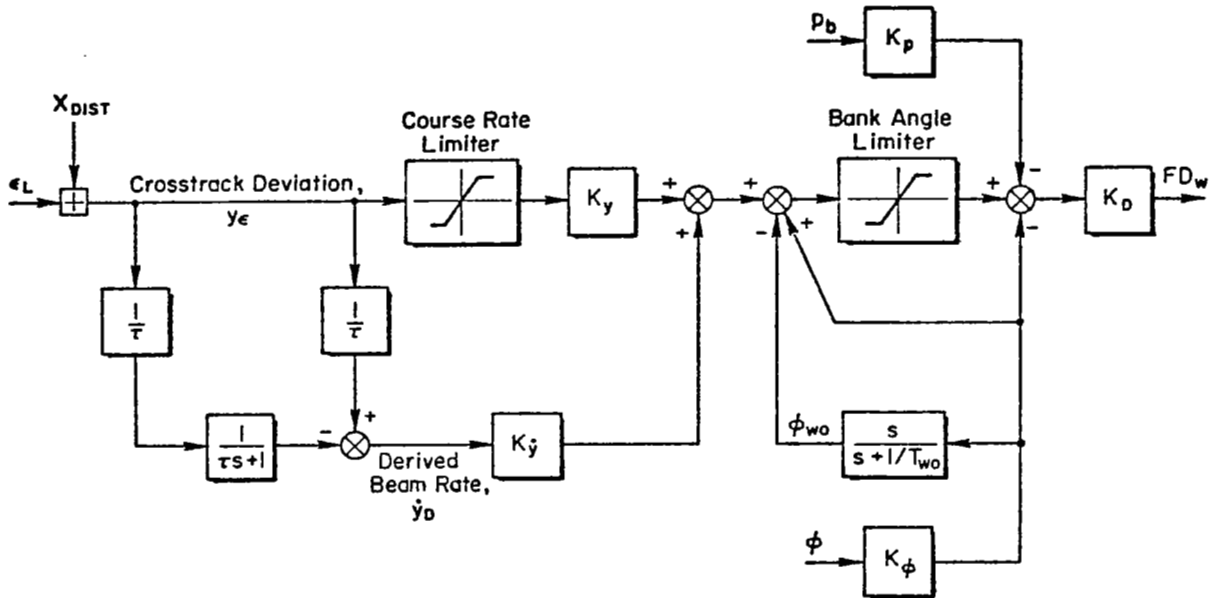 p_b
K_p
X_DIST
Course Rate
Limiter
Bank Angle
Limiter
ϵ_L
+
Crosstrack Deviation,
y_ϵ
K_y
+
+
+
-
+
+
-
-
K_D
FD_w
1/τ
1/τ
-
+
1/(τs+1)
Derived
Beam Rate,
ẏ_D
K_ẏ
ϕ_wo
s/(s+1/T_wo)
ϕ
K_ϕ